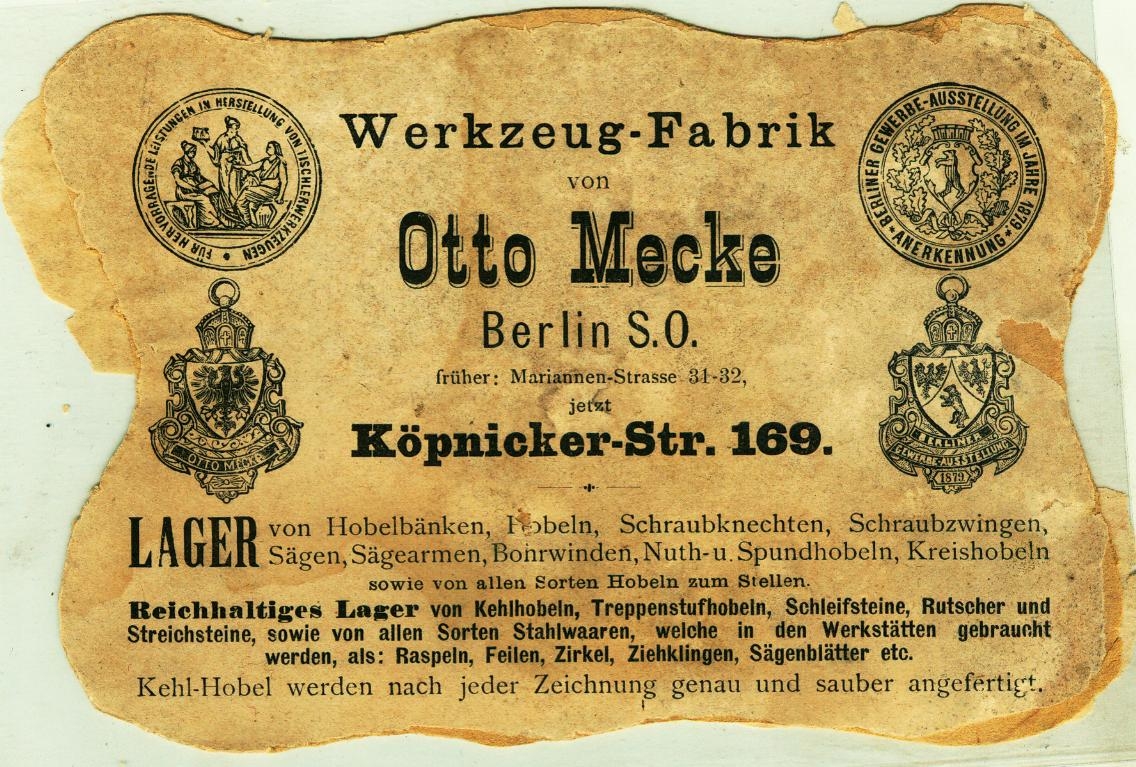 FÜR HERVORRAGENDE LEISTUNGEN IN HERSTELLUNG VON TISCHLERWERKZEUGEN
★ BERLINER GEWERBE-AUSSTELLUNG IM JAHRE 1879 ★ ANERKENNUNG
Werkzeug-Fabrik
von
Otto Mecke
Berlin S.O.
früher: Mariannen-Strasse 31-32,
jetzt
Köpnicker-Str. 169.
OTTO MECKE
BERLINER
GEWERBE-AUSSTELLUNG
1879
LAGER von Hobelbänken, Hobeln, Schraubknechten, Schraubzwingen,
Sägen, Sägearmen, Bohrwinden, Nuth- u. Spundhobeln, Kreishobeln
sowie von allen Sorten Hobeln zum Stellen.
Reichhaltiges Lager von Kehlhobeln, Treppenstufhobeln, Schleifsteine, Rutscher und
Streichsteine, sowie von allen Sorten Stahlwaaren, welche in den Werkstätten gebraucht
werden, als: Raspeln, Feilen, Zirkel, Ziehklingen, Sägenblätter etc.
Kehl-Hobel werden nach jeder Zeichnung genau und sauber angefertigt.